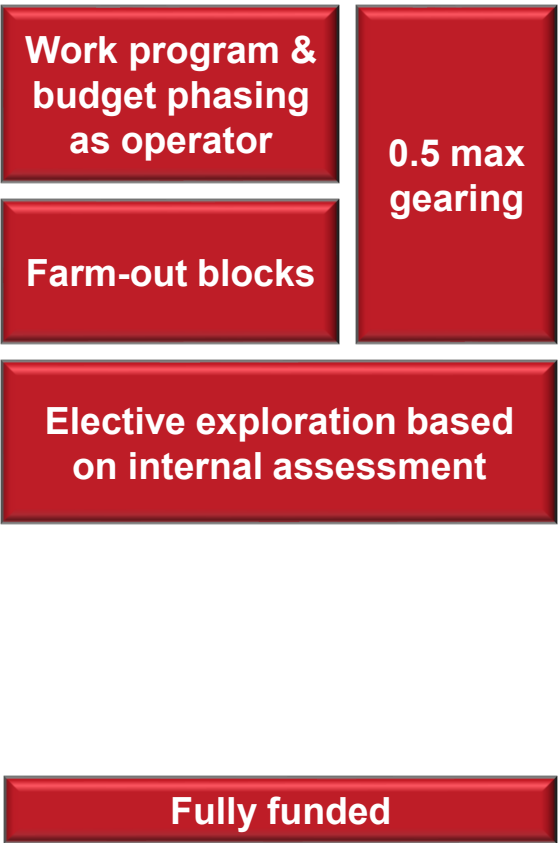 Work program &
budget phasing
as operator
0.5 max
gearing
Farm-out blocks
Elective exploration based
on internal assessment
Fully funded